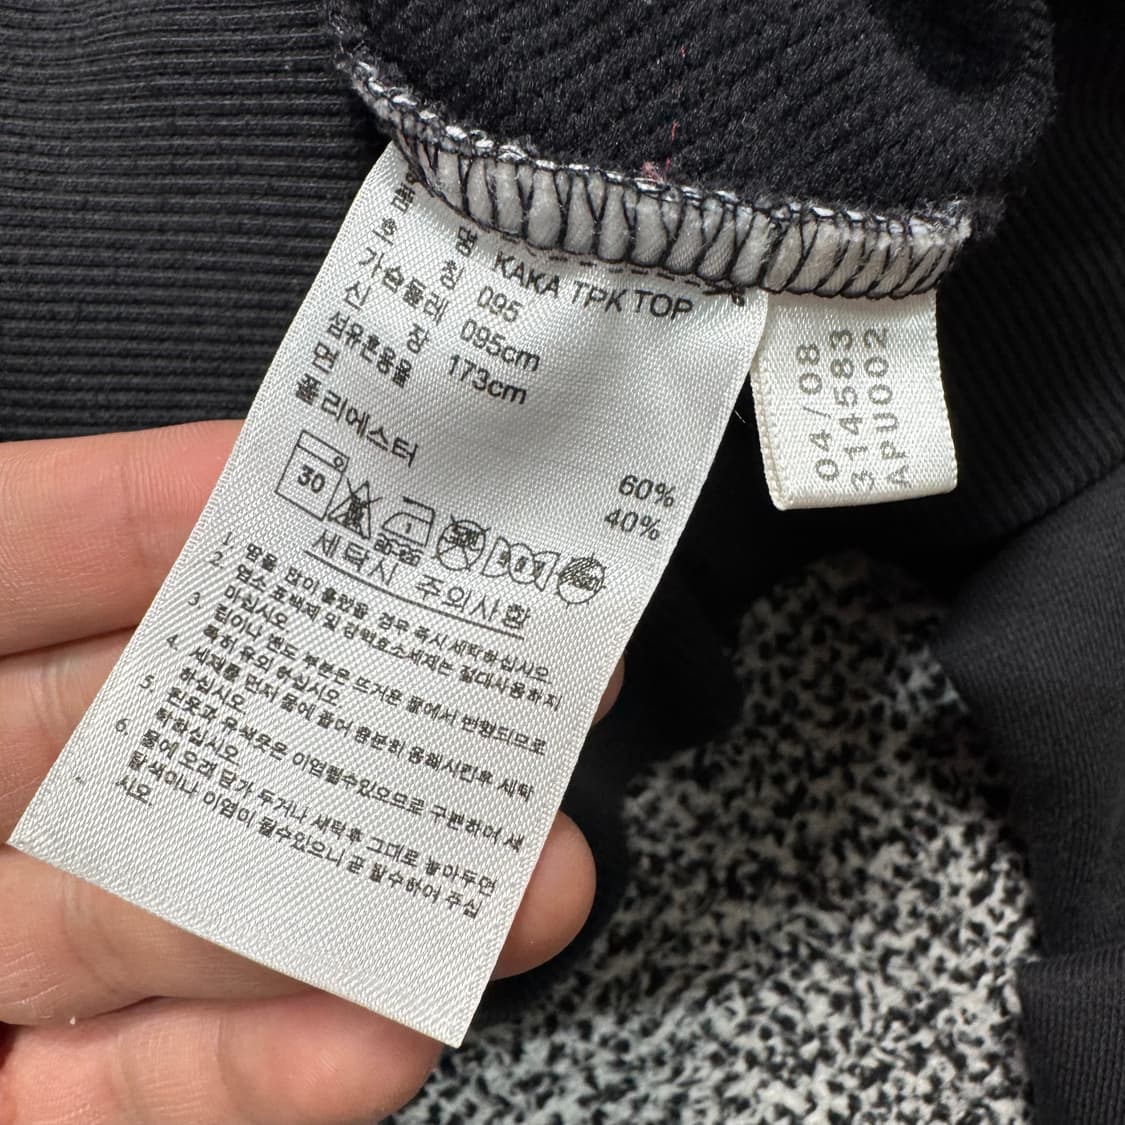 품 명 KAKA TPK TOP
호 칭 095
가슴둘레 095cm
신 장 173cm
섬유혼용율
면 60%
폴리에스터 40%
30
세탁시 주의사항
1. 땀을 많이 흘렸을 경우 즉시 세탁하십시오
2. 염소 표백제 및 산소계세제는 절대사용하지
마십시오
3. 림이나 밴드 부분은 뜨거운 물에서 변형되므로
특히 유의 하십시오
4. 세제를 먼저 물에 풀어 충분히 용해시킨후 세탁
하십시오
5. 흰옷과 유색옷은 이염될수있으므로 구분하여 세
탁하십시오
6. 물에 오래 담가 두거나 세탁후 그대로 놓아두면
탈색이나 이염이 될수있으니 곧 탈수하여 주십
시오
04/08
314583
APU002